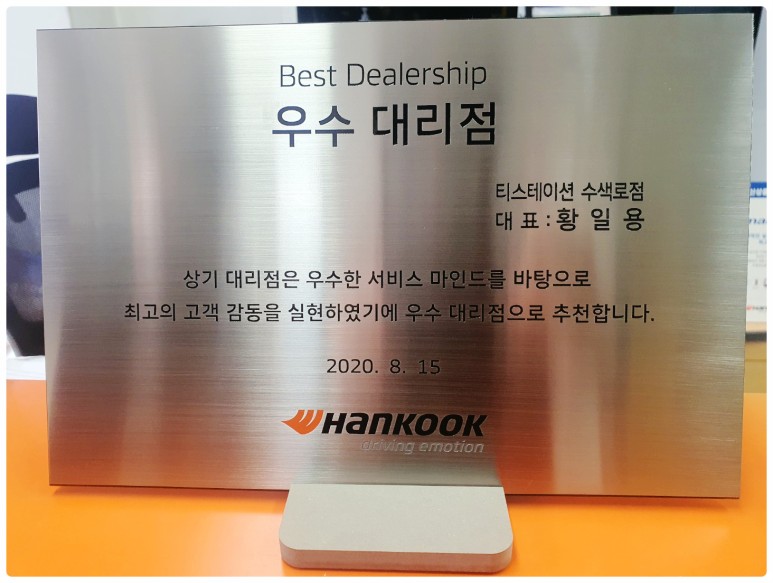 Best Dealership
우수 대리점
티스테이션 수색로점
대 표 : 황 일 용
상기 대리점은 우수한 서비스 마인드를 바탕으로
최고의 고객 감동을 실현하였기에 우수 대리점으로 추천합니다.
2020. 8. 15
HANKOOK
driving emotion